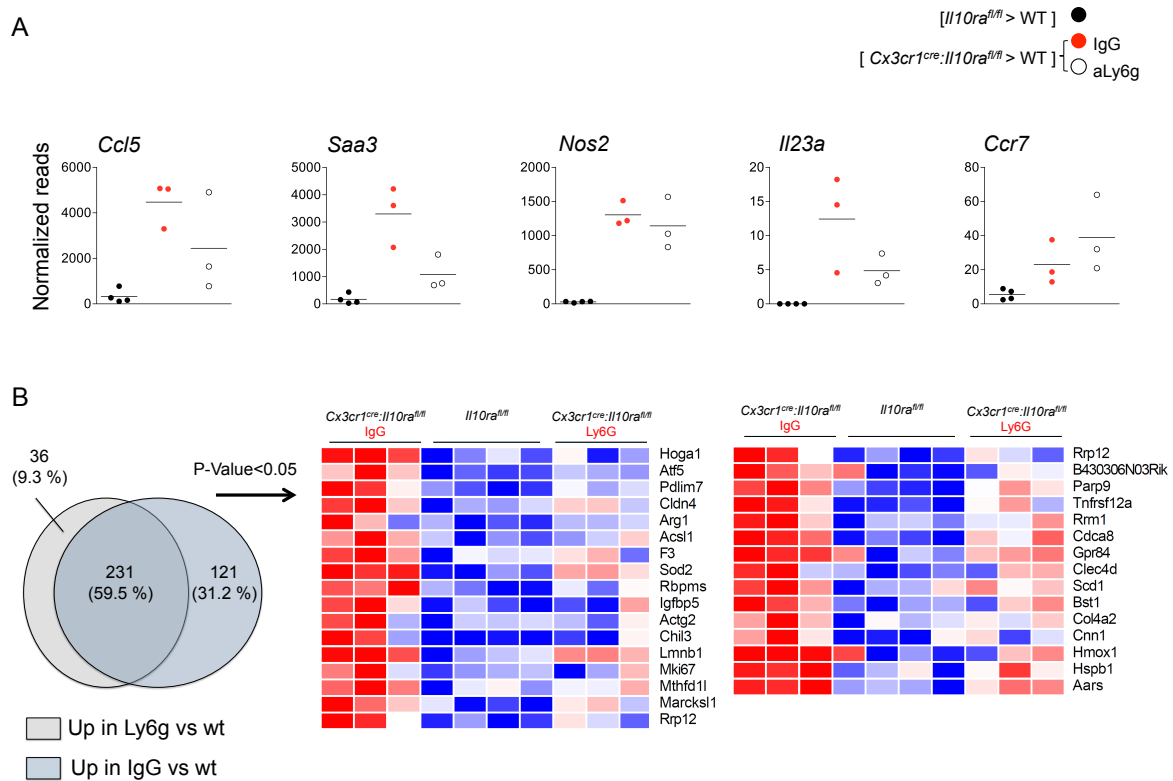 A
[Il10ra^fl/fl > WT ]
[ Cx3cr1^cre:Il10ra^fl/fl > WT ]
IgG
aLy6g
Normalized reads
Ccl5
6000
4000
2000
0
Saa3
5000
4000
3000
2000
1000
0
Nos2
2000
1500
1000
500
0
Il23a
20
15
10
5
0
Ccr7
80
60
40
20
0
B
36
(9.3 %)
231
(59.5 %)
121
(31.2 %)
P-Value<0.05
Up in Ly6g vs wt
Up in IgG vs wt
Cx3cr1^cre:Il10ra^fl/fl
IgG
Il10ra^fl/fl
Cx3cr1^cre:Il10ra^fl/fl
Ly6G
Hoga1
Atf5
Pdlim7
Cldn4
Arg1
Acsl1
F3
Sod2
Rbpms
Igfbp5
Actg2
Chil3
Lmnb1
Mki67
Mthfd1l
Marcksl1
Rrp12
Cx3cr1^cre:Il10ra^fl/fl
IgG
Il10ra^fl/fl
Cx3cr1^cre:Il10ra^fl/fl
Ly6G
Rrp12
B430306N03Rik
Parp9
Tnfrsf12a
Rrm1
Cdca8
Gpr84
Clec4d
Scd1
Bst1
Col4a2
Cnn1
Hmox1
Hspb1
Aars